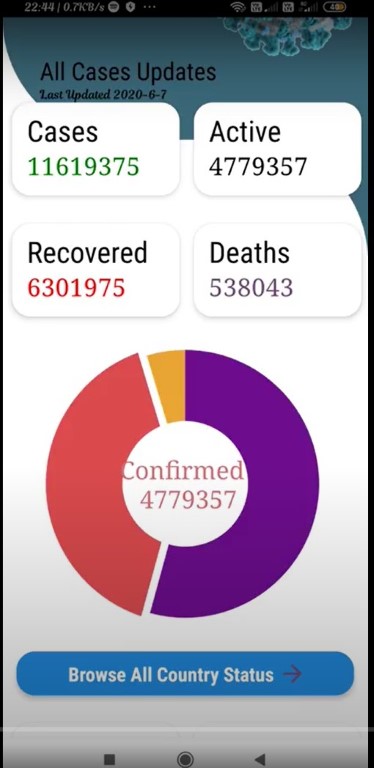 22:44 | 0.7KB/s ...
All Cases Updates
Last Updated 2020-6-7
Cases
11619375
Active
4779357
Recovered
6301975
Deaths
538043
Confirmed
4779357
Browse All Country Status →